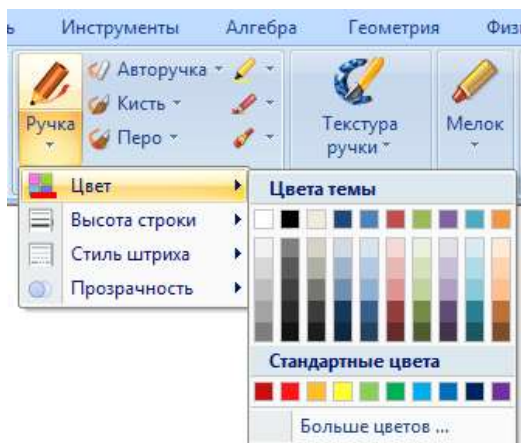 Инструменты Алгебра Геометрия
Ручка
Авторучка
Кисть
Перо
Текстура ручки
Мелок
Цвет
Высота строки
Стиль штриха
Прозрачность
Цвета темы
Стандартные цвета
Больше цветов ...